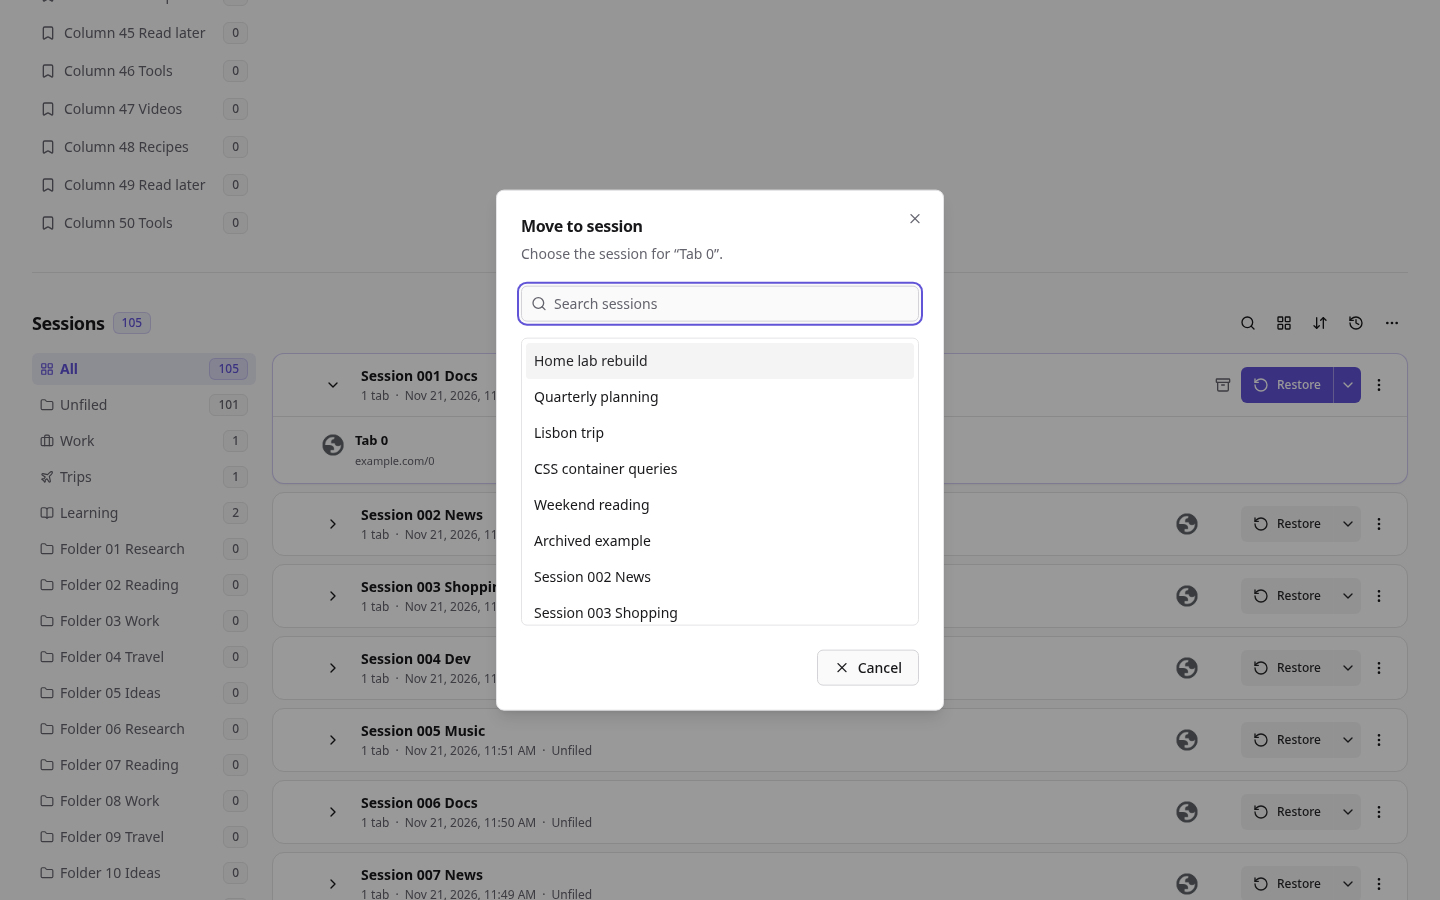 Column 45 Read later 0
Column 46 Tools 0
Column 47 Videos 0
Column 48 Recipes 0
Column 49 Read later 0
Column 50 Tools 0
Sessions 105
All 105
Unfiled 101
Work 1
Trips 1
Learning 2
Folder 01 Research 0
Folder 02 Reading 0
Folder 03 Work 0
Folder 04 Travel 0
Folder 05 Ideas 0
Folder 06 Research 0
Folder 07 Reading 0
Folder 08 Work 0
Folder 09 Travel 0
Folder 10 Ideas 0
Session 001 Docs
1 tab · Nov 21, 2026, 11
Restore
Tab 0
example.com/0
Session 002 News
1 tab · Nov 21, 2026, 11
Restore
Session 003
1 tab · Nov 21, 2026, 11
Restore
Session 004 Dev
1 tab · Nov 21, 2026, 11
Restore
Session 005 Music
1 tab · Nov 21, 2026, 11:51 AM · Unfiled
Restore
Session 006 Docs
1 tab · Nov 21, 2026, 11:50 AM · Unfiled
Restore
Session 007 News
1 tab · Nov 21, 2026, 11:49 AM · Unfiled
Restore
Move to session
Choose the session for “Tab 0”.
Search sessions
Home lab rebuild
Quarterly planning
Lisbon trip
CSS container queries
Weekend reading
Archived example
Session 002 News
Session 003 Shopping
Cancel